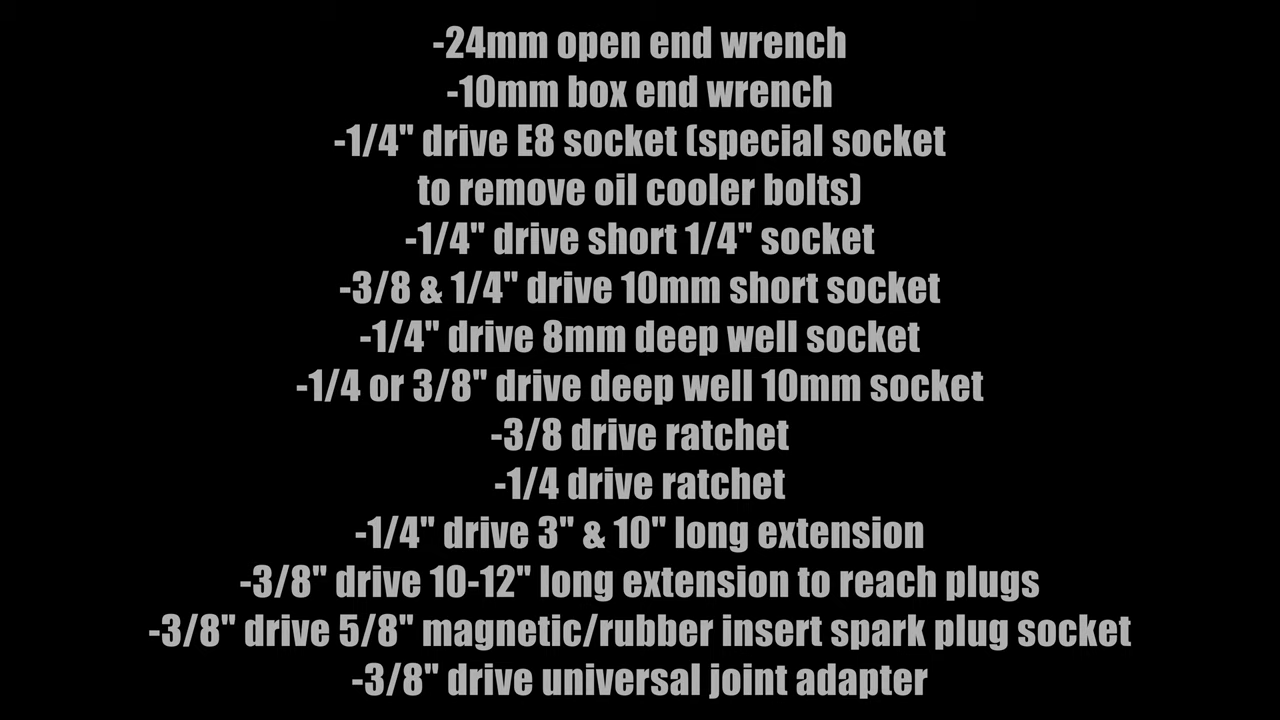 -24mm open end wrench
-10mm box end wrench
-1/4" drive E8 socket (special socket
to remove oil cooler bolts)
-1/4" drive short 1/4" socket
-3/8 & 1/4" drive 10mm short socket
-1/4" drive 8mm deep well socket
-1/4 or 3/8" drive deep well 10mm socket
-3/8 drive ratchet
-1/4 drive ratchet
-1/4" drive 3" & 10" long extension
-3/8" drive 10-12" long extension to reach plugs
-3/8" drive 5/8" magnetic/rubber insert spark plug socket
-3/8" drive universal joint adapter